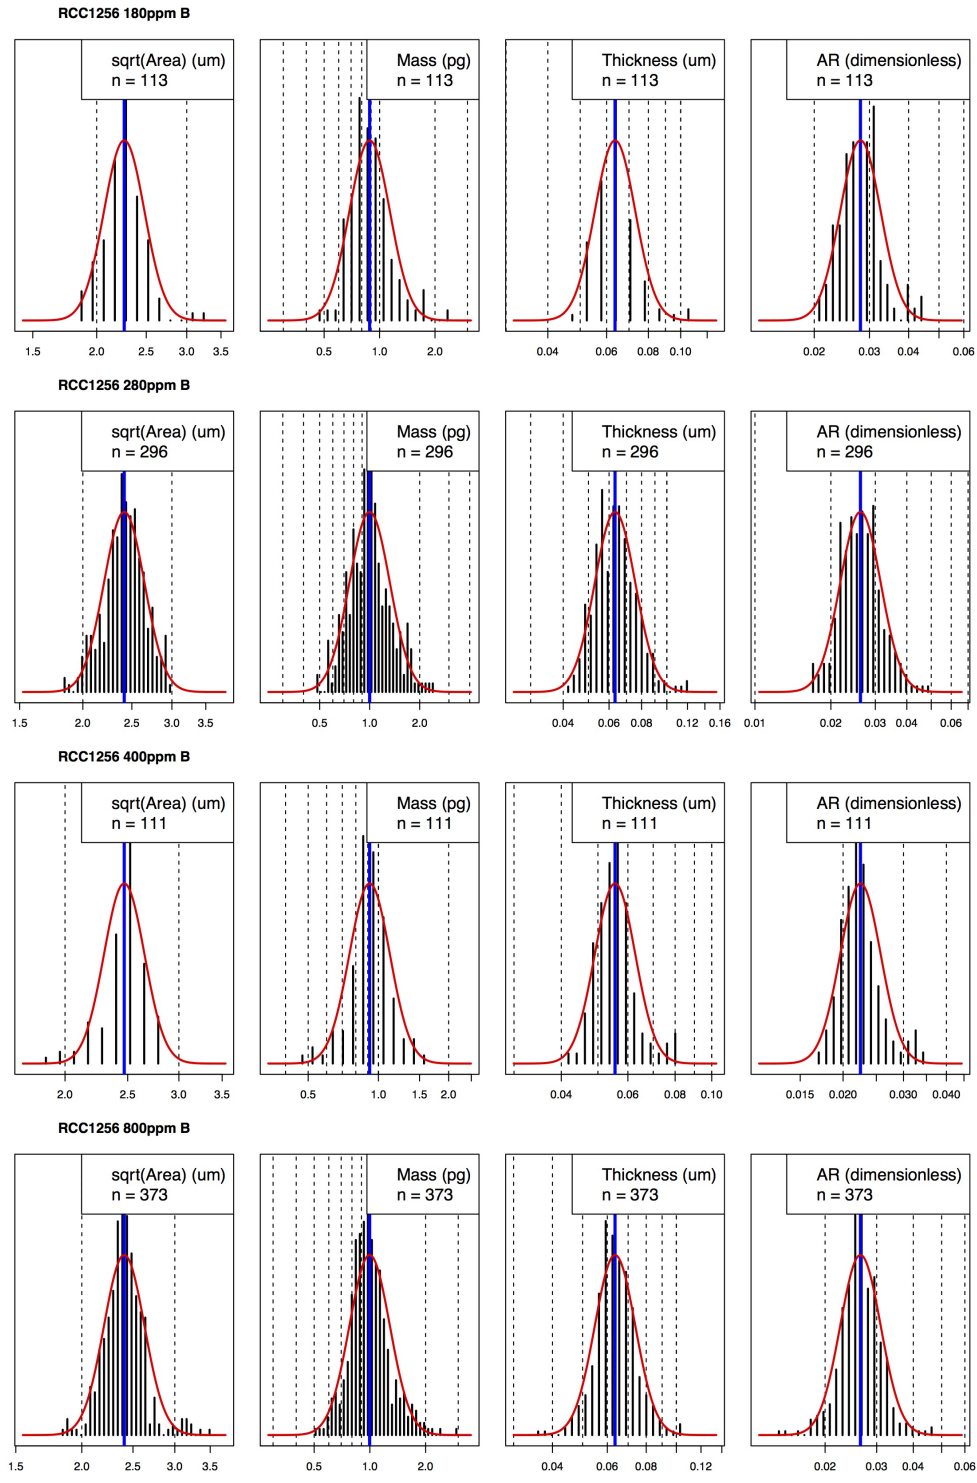 RCC1256 180ppm B
sqrt(Area) (um)
n = 113
Mass (pg)
n = 113
Thickness (um)
n = 113
AR (dimensionless)
n = 113
1.5 2.0 2.5 3.0 3.5
0.5 1.0 2.0
0.04 0.06 0.08 0.10
0.02 0.03 0.04 0.06
RCC1256 280ppm B
sqrt(Area) (um)
n = 296
Mass (pg)
n = 296
Thickness (um)
n = 296
AR (dimensionless)
n = 296
1.5 2.0 2.5 3.0 3.5
0.5 1.0 2.0
0.04 0.06 0.08 0.12 0.16
0.01 0.02 0.03 0.04 0.06
RCC1256 400ppm B
sqrt(Area) (um)
n = 111
Mass (pg)
n = 111
Thickness (um)
n = 111
AR (dimensionless)
n = 111
2.0 2.5 3.0 3.5
0.5 1.0 1.5 2.0
0.04 0.06 0.08 0.10
0.015 0.020 0.030 0.040
RCC1256 800ppm B
sqrt(Area) (um)
n = 373
Mass (pg)
n = 373
Thickness (um)
n = 373
AR (dimensionless)
n = 373
1.5 2.0 2.5 3.0 3.5
0.5 1.0 2.0
0.04 0.06 0.08 0.12
0.02 0.03 0.04 0.06